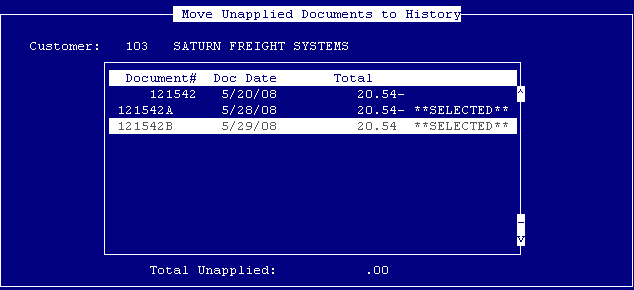 Move Unapplied Documents to History
Customer: 103 SATURN FREIGHT SYSTEMS
Document# Doc Date Total
121542 5/20/08 20.54-
121542A 5/28/08 20.54- **SELECTED**
121542B 5/29/08 20.54 **SELECTED**
Total Unapplied: .00